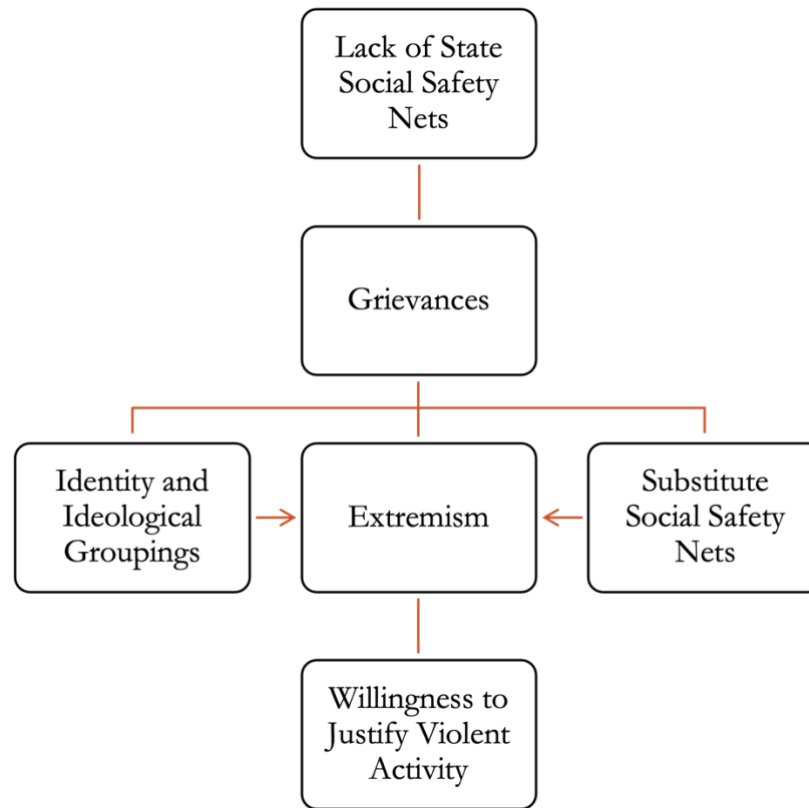 Lack of State
Social Safety
Nets
Grievances
Identity and
Ideological
Groupings
Extremism
Substitute
Social Safety
Nets
Willingness to
Justify Violent
Activity